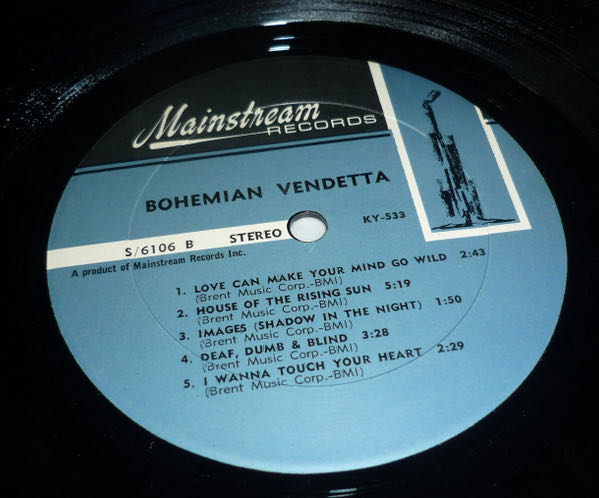 Mainstream
RECORDS
BOHEMIAN VENDETTA
KY-533
S/6106 B STEREO
A product of Mainstream Records Inc.
1. LOVE CAN MAKE YOUR MIND GO WILD 2:43
(Brent Music Corp.-BMI)
2. HOUSE OF THE RISING SUN 5:19
(Brent Music Corp.-BMI)
3. IMAGES (SHADOW IN THE NIGHT) 1:50
(Brent Music Corp.-BMI)
4. DEAF, DUMB & BLIND 3:28
(Brent Music Corp.-BMI)
5. I WANNA TOUCH YOUR HEART 2:29
(Brent Music Corp.-BMI)